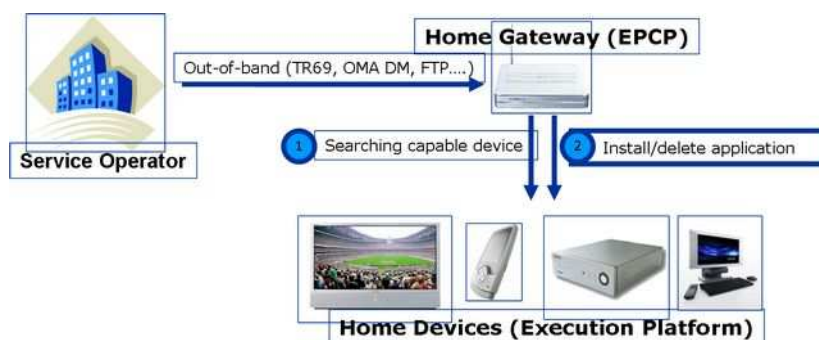 Home Gateway (EPCP)
Out-of-band (TR69, OMA DM, FTP....)
Service Operator
1 Searching capable device
2 Install/delete application
Home Devices (Execution Platform)